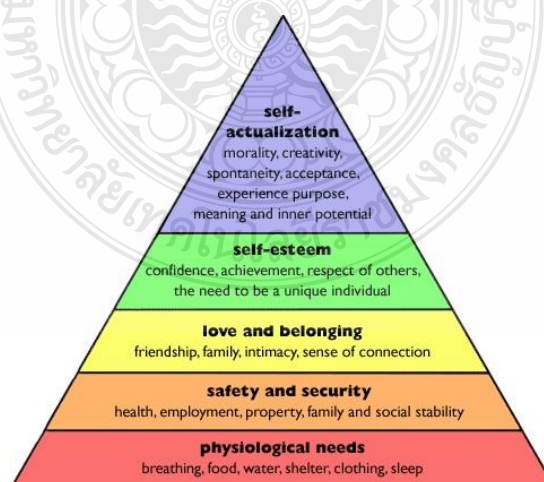 self-
actualization
morality, creativity,
spontaneity, acceptance,
experience purpose,
meaning and inner potential
self-esteem
confidence, achievement, respect of others,
the need to be a unique individual
love and belonging
friendship, family, intimacy, sense of connection
safety and security
health, employment, property, family and social stability
physiological needs
breathing, food, water, shelter, clothing, sleep